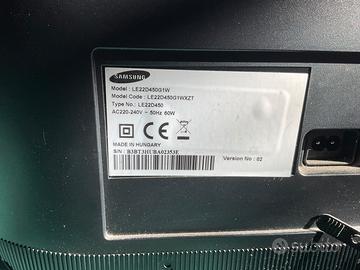 SAMSUNG
Model : LE22D450G1W
Model Code : LE22D450G1WXZT
Type No.: LE22D450
AC220-240V ~ 50Hz 60W
CE
MADE IN HUNGARY
S/N : B3BT3HUBA02353E
Version No : 02
subito